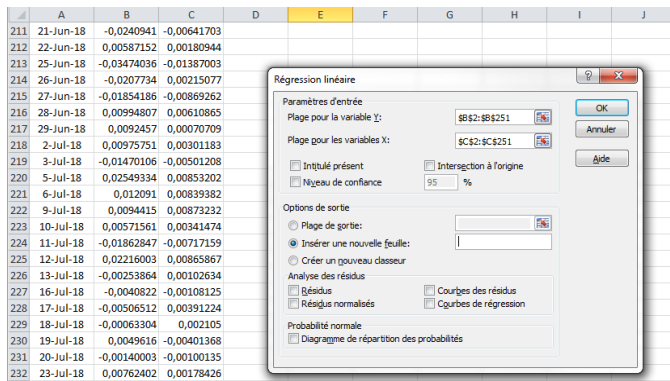 A B C D E F G H I J
211 21-Jun-18 -0,0240941 -0,00641703
212 22-Jun-18 0,00587152 0,00180944
213 25-Jun-18 -0,03474036 -0,01387003
214 26-Jun-18 -0,0207734 0,00215077
215 27-Jun-18 -0,01854186 -0,00869262
216 28-Jun-18 0,00994807 0,00610865
217 29-Jun-18 0,0092457 0,00070709
218 2-Jul-18 0,00975751 0,00301183
219 3-Jul-18 -0,01470106 -0,00501208
220 5-Jul-18 0,02549334 0,00853202
221 6-Jul-18 0,012091 0,00839382
222 9-Jul-18 0,0094415 0,00873232
223 10-Jul-18 0,00571561 0,00341474
224 11-Jul-18 -0,01862847 -0,00717159
225 12-Jul-18 0,02216003 0,00865867
226 13-Jul-18 -0,00253864 0,00102634
227 16-Jul-18 -0,0040822 -0,00108125
228 17-Jul-18 -0,00506512 0,00391224
229 18-Jul-18 -0,00063304 0,002105
230 19-Jul-18 0,0049616 -0,00401368
231 20-Jul-18 -0,00140003 -0,00100135
232 23-Jul-18 0,00762402 0,00178426
Régression linéaire
? X
Paramètres d'entrée
Plage pour la variable Y: $B$2:$B$251
Plage pour les variables X: $C$2:$C$251
Intitulé présent Intersection à l'origine
Niveau de confiance 95 %
OK
Annuler
Aide
Options de sortie
Plage de sortie:
Insérer une nouvelle feuille:
Créer un nouveau classeur
Analyse des résidus
Résidus Courbes des résidus
Résidus normalisés Courbes de régression
Probabilité normale
Diagramme de répartition des probabilités